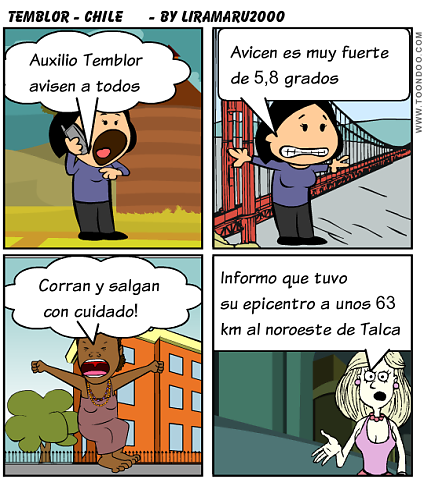 TEMBLOR - CHILE - BY LIRAMARU2000
Auxilio Temblor
avisen a todos
Avicen es muy fuerte
de 5,8 grados
WWW.TOONDOO.COM
Corran y salgan
con cuidado!
Informo que tuvo
su epicentro a unos 63
km al noroeste de Talca